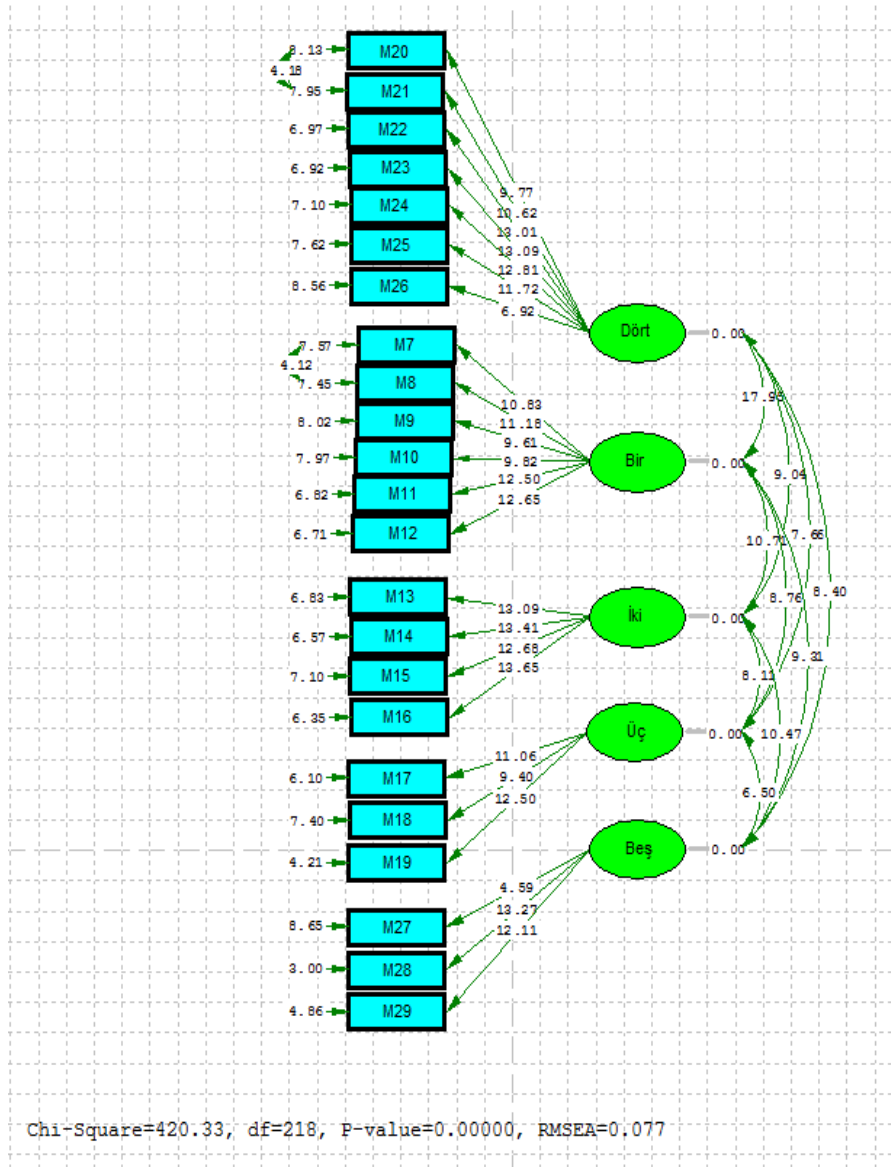 8.13 M20
4.18
7.95 M21
6.97 M22
6.92 M23
7.10 M24
7.62 M25
8.56 M26
9.77
10.62
13.01
13.09
12.81
11.72
6.92
Dört 0.00
7.57 M7
4.12
7.45 M8
8.02 M9
7.97 M10
6.82 M11
6.71 M12
10.83
11.18
9.61
9.82
12.50
12.65
Bir 0.00
6.83 M13
6.57 M14
7.10 M15
6.35 M16
13.09
13.41
12.68
13.65
İki 0.00
6.10 M17
7.40 M18
4.21 M19
11.06
9.40
12.50
Üç 0.00
8.65 M27
3.00 M28
4.86 M29
4.59
13.27
12.11
Beş 0.00
9.04
7.66
10.71
8.76
8.40
9.31
8.11
10.47
6.50
Chi-Square=420.33, df=218, P-value=0.00000, RMSEA=0.077